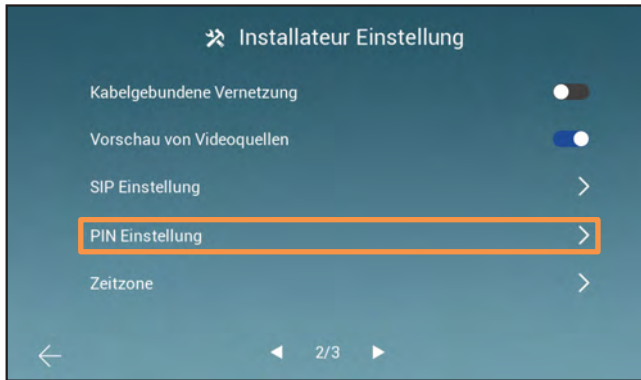 Installateur Einstellung
Kabelgebundene Vernetzung
Vorschau von Videoquellen
SIP Einstellung
PIN Einstellung
Zeitzone
2/3